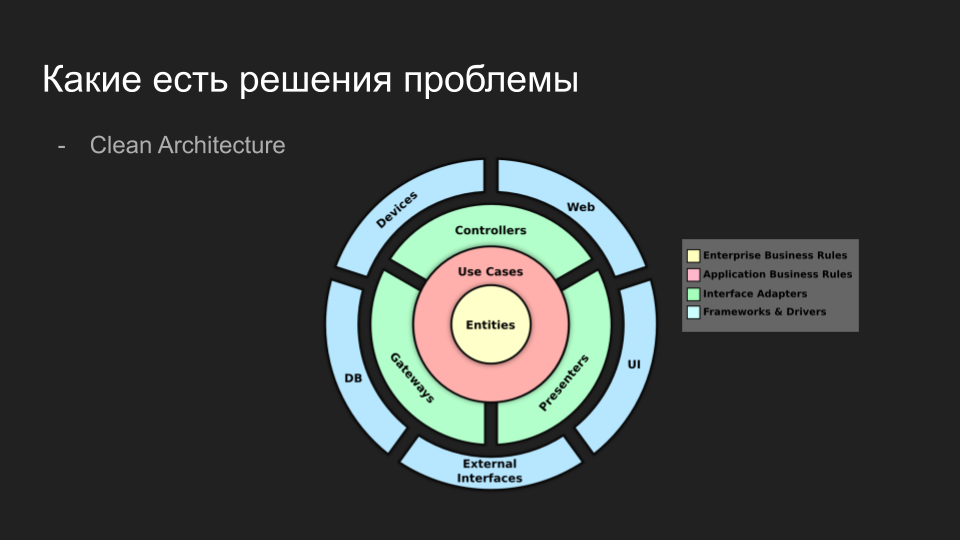 Какие есть решения проблемы
- Clean Architecture
Devices
Web
Controllers
Use Cases
Entities
Gateways
Presenters
DB
UI
External
Interfaces
Enterprise Business Rules
Application Business Rules
Interface Adapters
Frameworks & Drivers